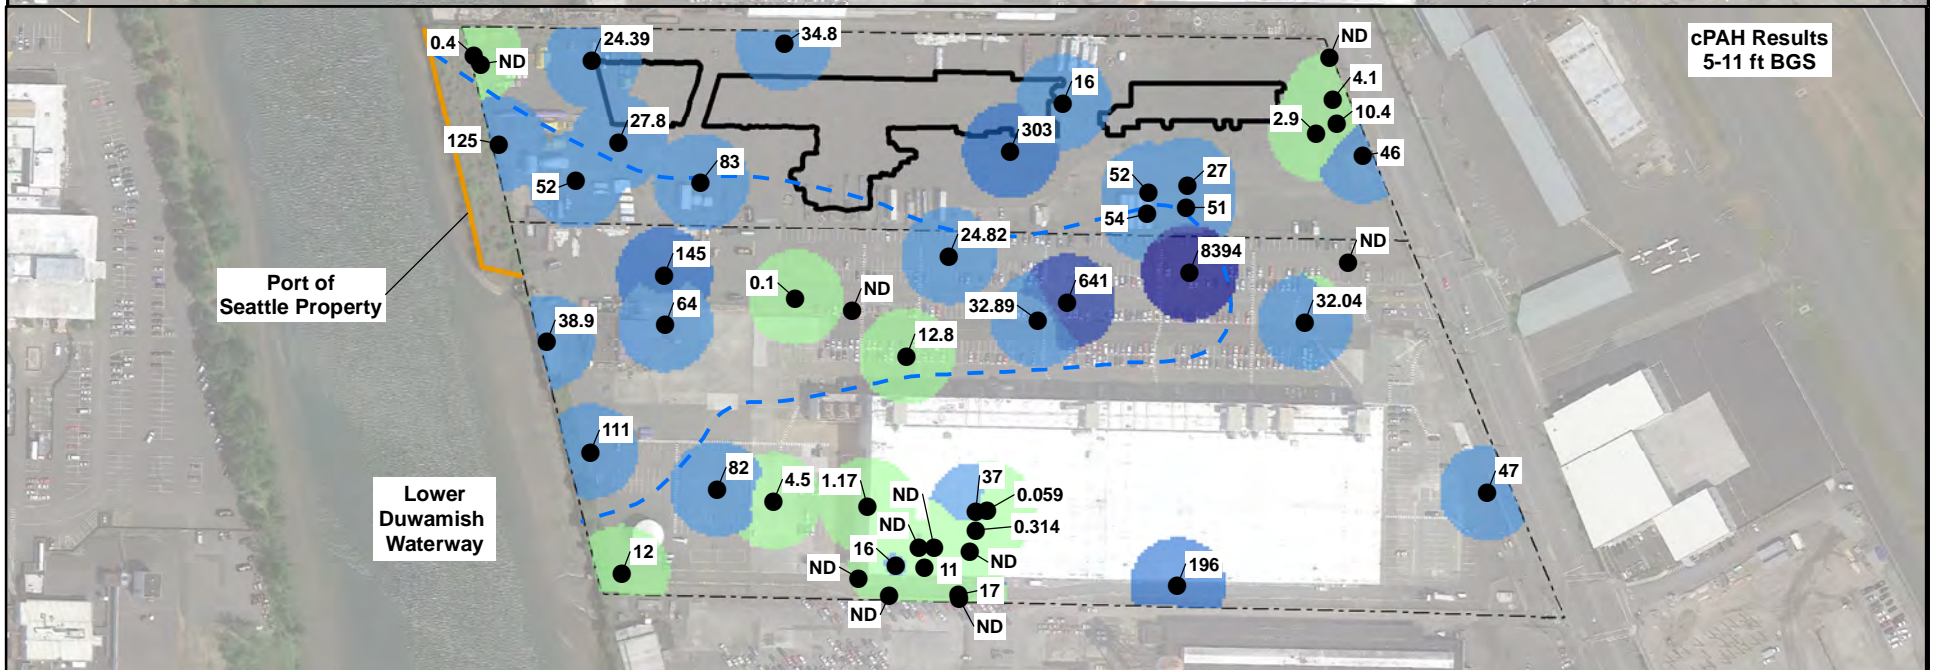 cPAH Results
5-11 ft BGS
0.4
ND
24.39
34.8
16
ND
4.1
10.4
2.9
46
125
27.8
303
52
83
52
27
54
51
24.82
ND
145
0.1
ND
8394
641
32.89
32.04
64
38.9
12.8
Port of
Seattle Property
111
82
4.5
1.17
37
ND
0.059
47
Lower
Duwamish
Waterway
ND
0.314
16
ND
12
ND
11
196
17
ND
ND